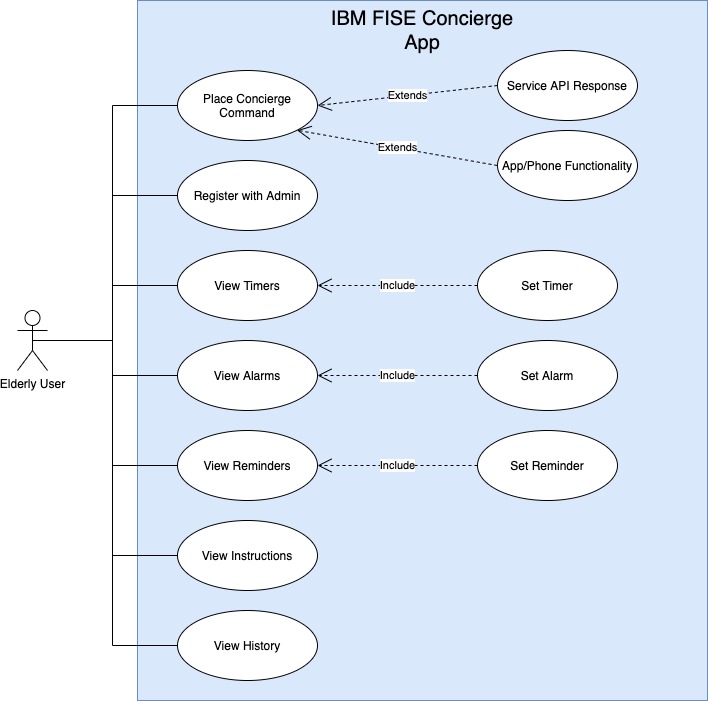 IBM FISE Concierge
App
Place Concierge
Command
Extends
Service API Response
Extends
App/Phone Functionality
Register with Admin
View Timers
Include
Set Timer
Elderly User
View Alarms
Include
Set Alarm
View Reminders
Include
Set Reminder
View Instructions
View History